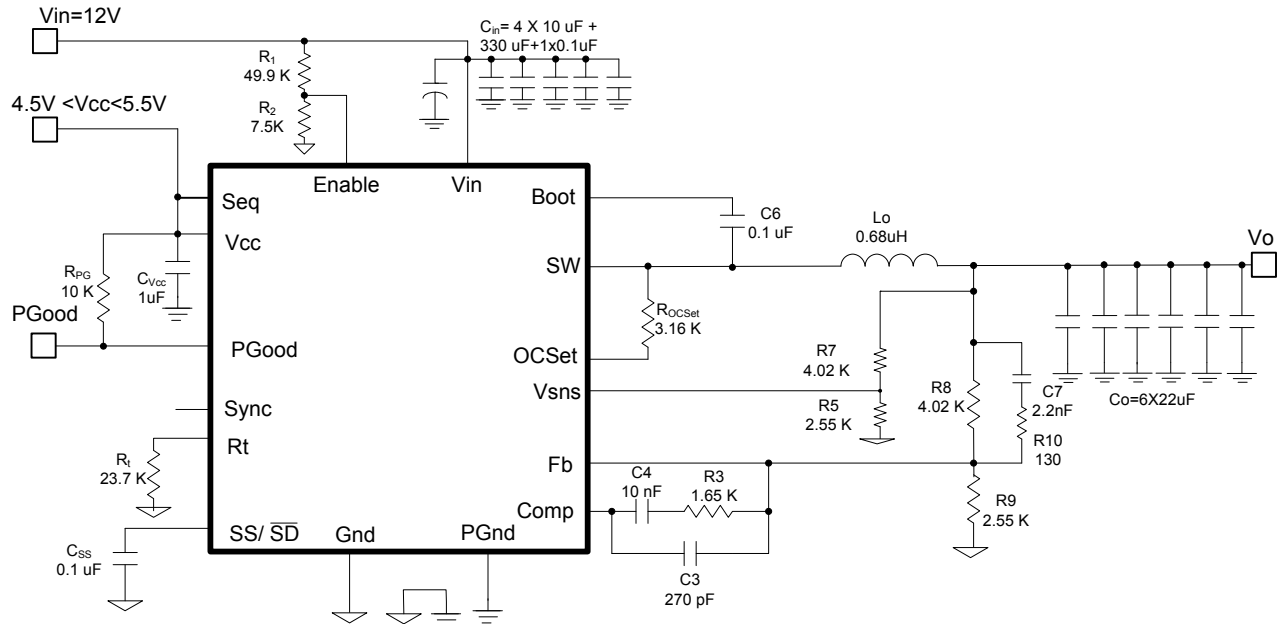 Vin=12V
Cin= 4 X 10 uF +
330 uF+1x0.1uF
R1
49.9 K
R2
7.5K
4.5V <Vcc<5.5V
Enable
Vin
Boot
Seq
C6
0.1 uF
Lo
0.68uH
Vo
Vcc
SW
RPG
10 K
CVcc
1uF
ROCSet
3.16 K
PGood
PGood
OCSet
R7
4.02 K
Vsns
R8
4.02 K
C7
2.2nF
Co=6X22uF
Sync
R5
2.55 K
R10
130
Rt
Rt
23.7 K
Fb
C4
10 nF
R3
1.65 K
Comp
R9
2.55 K
SS/ SD
Gnd
PGnd
CSS
0.1 uF
C3
270 pF